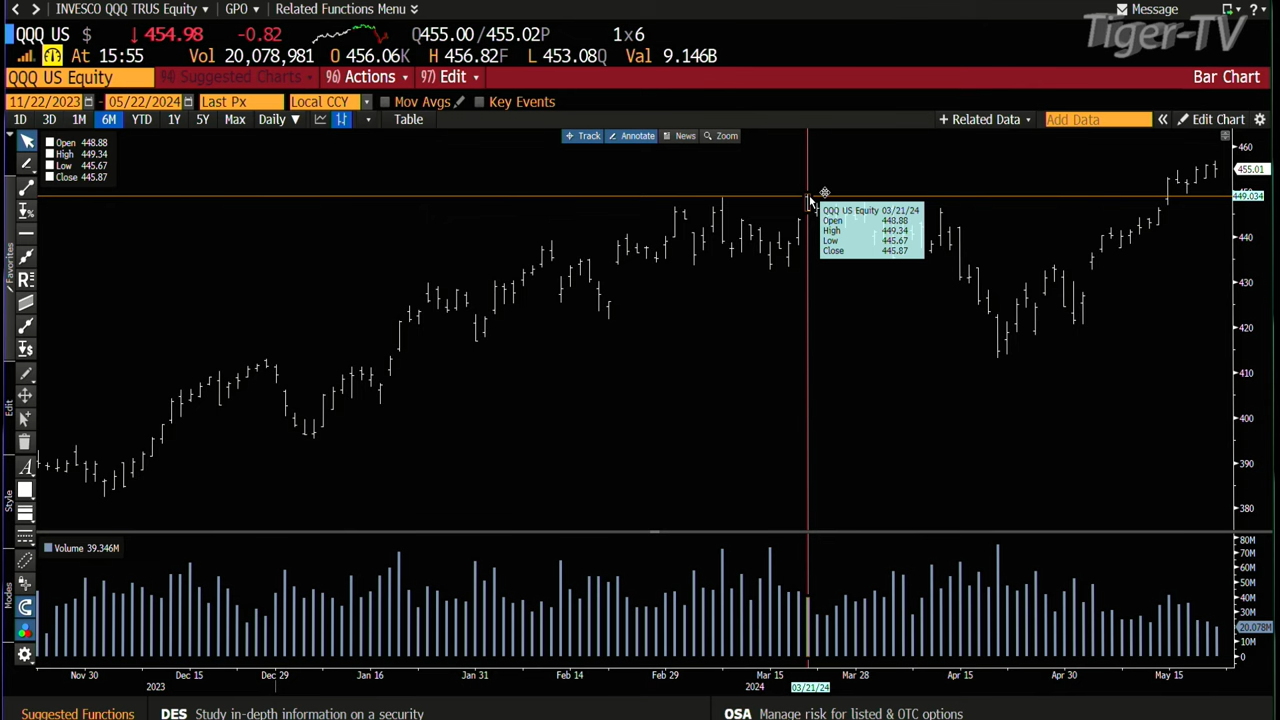 INVESCO QQQ TRUS Equity GPO Related Functions Menu Message ?
Tiger-TV
QQQ US $ 454.98 -0.82 Q455.00/455.02P 1x6
At 15:55 Vol 20,078,981 O 456.06K H 456.82F L 453.08Q Val 9.146B
QQQ US Equity 94) Suggested Charts 96) Actions 97) Edit Bar Chart
11/22/2023 - 05/22/2024 Last Px Local CCY Mov Avgs Key Events
1D 3D 1M 6M YTD 1Y 5Y Max Daily Table + Related Data Add Data « Edit Chart
Track Annotate News Zoom
Open 448.88
High 449.34
Low 445.67
Close 445.87
460
455.01
449.034
440
430
420
410
400
390
380
QQQ US Equity 03/21/24
Open 448.88
High 449.34
Low 445.67
Close 445.87
Favorites
Edit
Style
Modes
Volume 39.346M
80M
70M
60M
50M
40M
30M
20.078M
10M
0
Nov 30 Dec 15 Dec 29 Jan 16 Jan 31 Feb 14 Feb 29 Mar 15 Mar 28 Apr 15 Apr 30 May 15
2023 2024 03/21/24
Suggested Functions DES Study in-depth information on a security OSA Manage risk for listed & OTC options